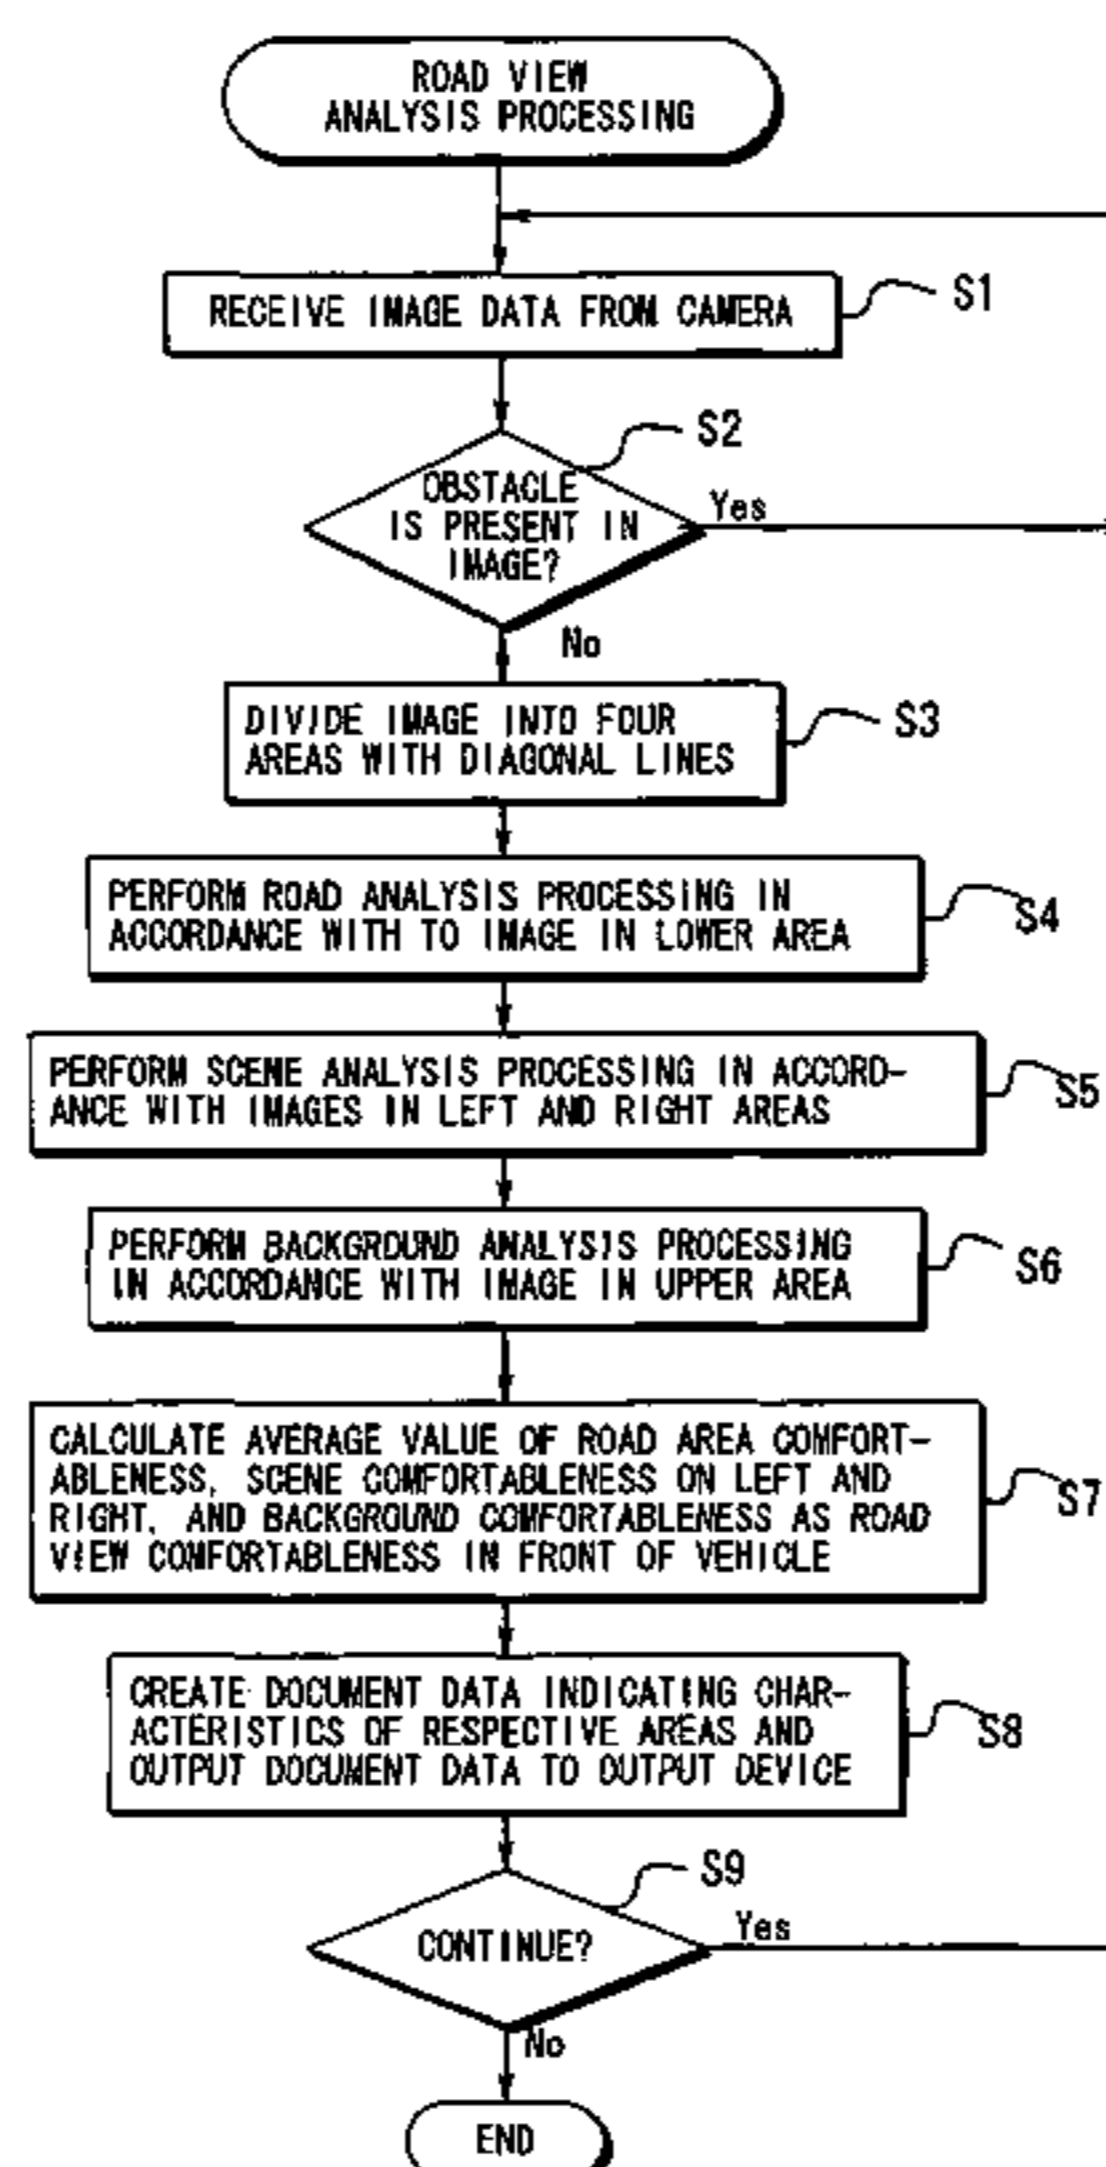 ROAD VIEW
ANALYSIS PROCESSING
RECEIVE IMAGE DATA FROM CAMERA
S1
S2
OBSTACLE
IS PRESENT IN
IMAGE?
Yes
No
DIVIDE IMAGE INTO FOUR
AREAS WITH DIAGONAL LINES
S3
PERFORM ROAD ANALYSIS PROCESSING IN
ACCORDANCE WITH TO IMAGE IN LOWER AREA
S4
PERFORM SCENE ANALYSIS PROCESSING IN ACCORD-
ANCE WITH IMAGES IN LEFT AND RIGHT AREAS
S5
PERFORM BACKGROUND ANALYSIS PROCESSING
IN ACCORDANCE WITH IMAGE IN UPPER AREA
S6
CALCULATE AVERAGE VALUE OF ROAD AREA COMFORT-
ABLENESS, SCENE COMFORTABLENESS ON LEFT AND
RIGHT, AND BACKGROUND COMFORTABLENESS AS ROAD
VIEW COMFORTABLENESS IN FRONT OF VEHICLE
S7
CREATE DOCUMENT DATA INDICATING CHAR-
ACTERISTICS OF RESPECTIVE AREAS AND
OUTPUT DOCUMENT DATA TO OUTPUT DEVICE
S8
S9
CONTINUE?
Yes
No
END